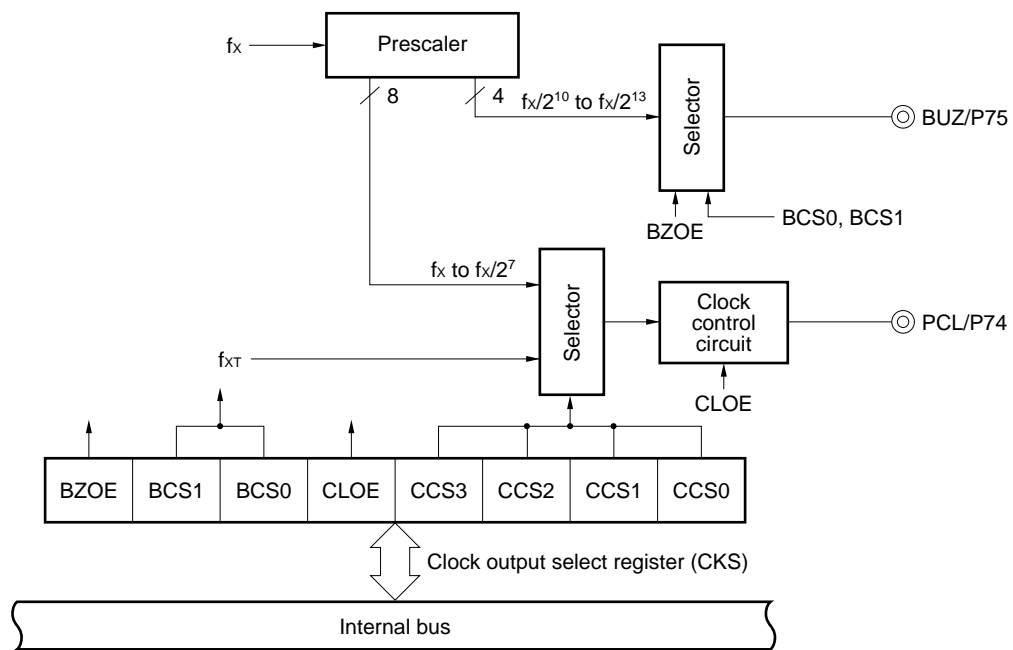 fX
Prescaler
8
4
fX/2^10 to fX/2^13
Selector
BUZ/P75
BZOE
BCS0, BCS1
fX to fX/2^7
Selector
Clock
control
circuit
PCL/P74
fXT
CLOE
BZOE
BCS1
BCS0
CLOE
CCS3
CCS2
CCS1
CCS0
Clock output select register (CKS)
Internal bus